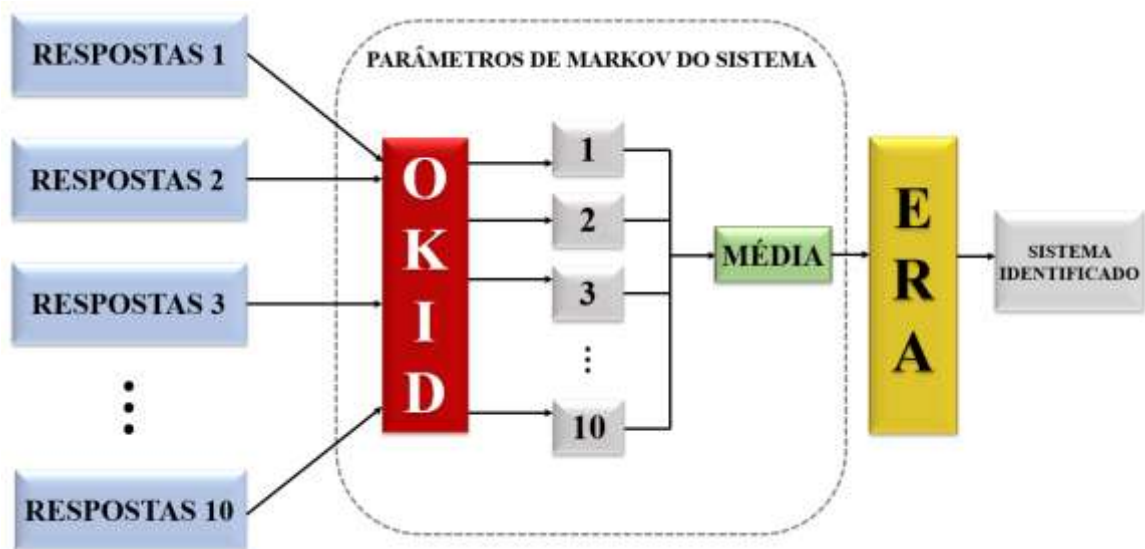 RESPOSTAS 1
RESPOSTAS 2
RESPOSTAS 3
RESPOSTAS 10
PARÂMETROS DE MARKOV DO SISTEMA
O
K
I
D
1
2
3
10
MÉDIA
E
R
A
SISTEMA
IDENTIFICADO